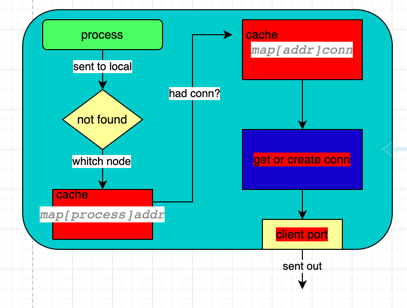 process
sent to local
not found
whitch node
cache
map[process]addr
had conn?
cache
map[addr]conn
get or create conn
client port
sent out